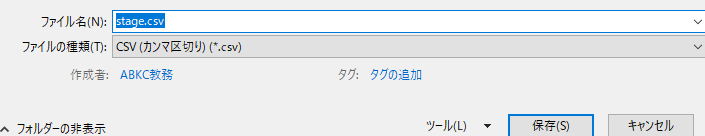 ファイル名(N): stage.csv
ファイルの種類(T): CSV (カンマ区切り) (*.csv)
作成者: ABKC教務 タグ: タグの追加
フォルダーの非表示 ツール(L) 保存(S) キャンセル